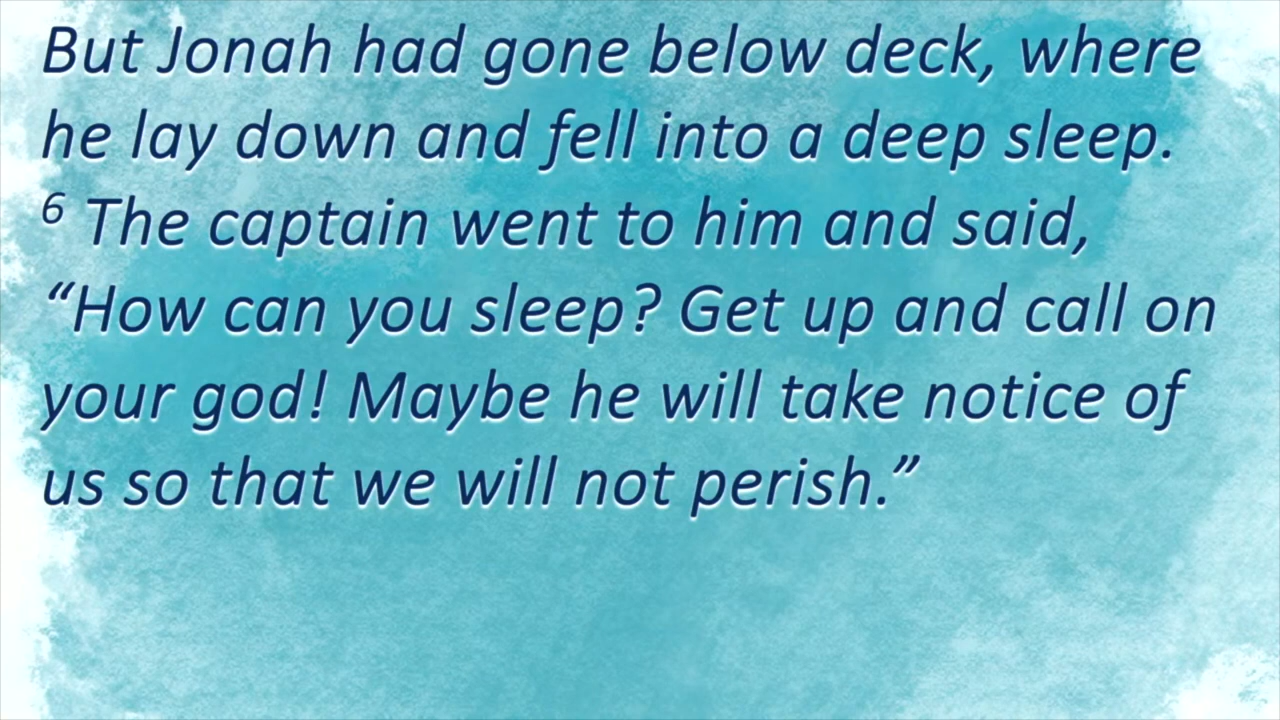 But Jonah had gone below deck, where
he lay down and fell into a deep sleep.
⁶ The captain went to him and said,
“How can you sleep? Get up and call on
your god! Maybe he will take notice of
us so that we will not perish.”